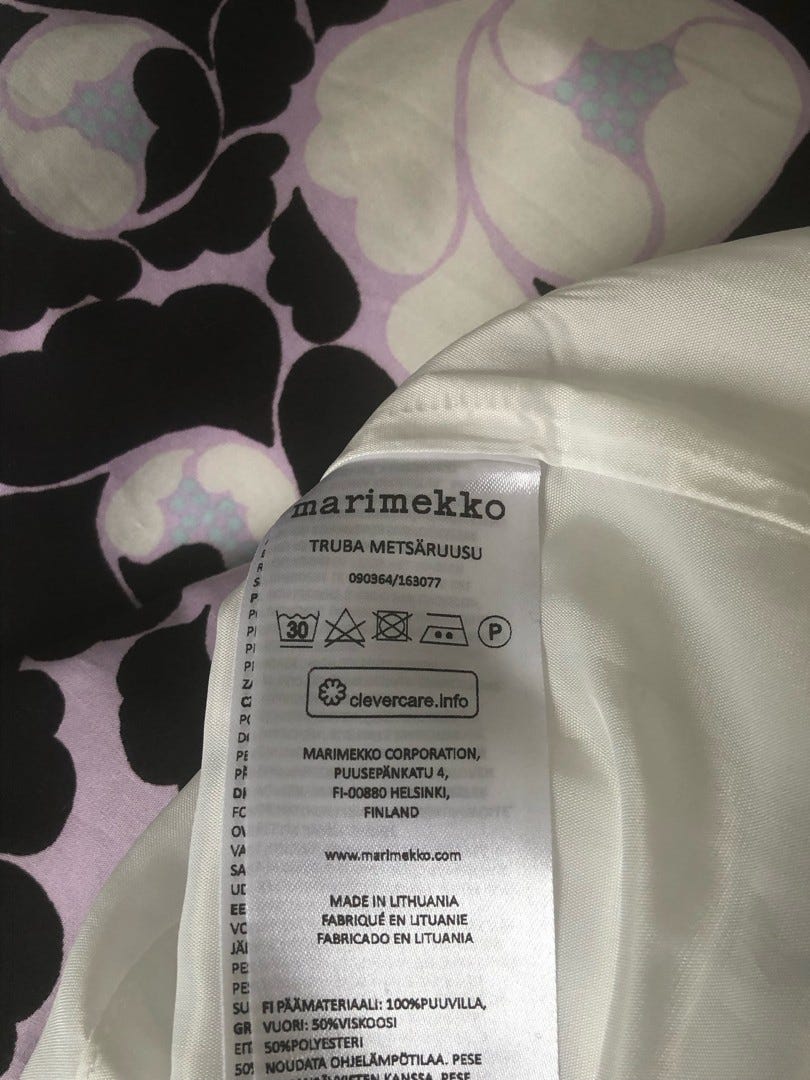 marimekko
TRUBA METSÄRUUSU
090364/163077
30
P
clevercare.info
MARIMEKKO CORPORATION,
PUUSEPÄNKATU 4,
FI-00880 HELSINKI,
FINLAND
www.marimekko.com
MADE IN LITHUANIA
FABRIQUÉ EN LITUANIE
FABRICADO EN LITUANIA
FI PÄÄMATERIAALI: 100%PUUVILLA,
VUORI: 50%VISKOOSI
50%POLYESTERI
NOUDATA OHJELÄMPÖTILAA. PESE
KANSSA. PESE